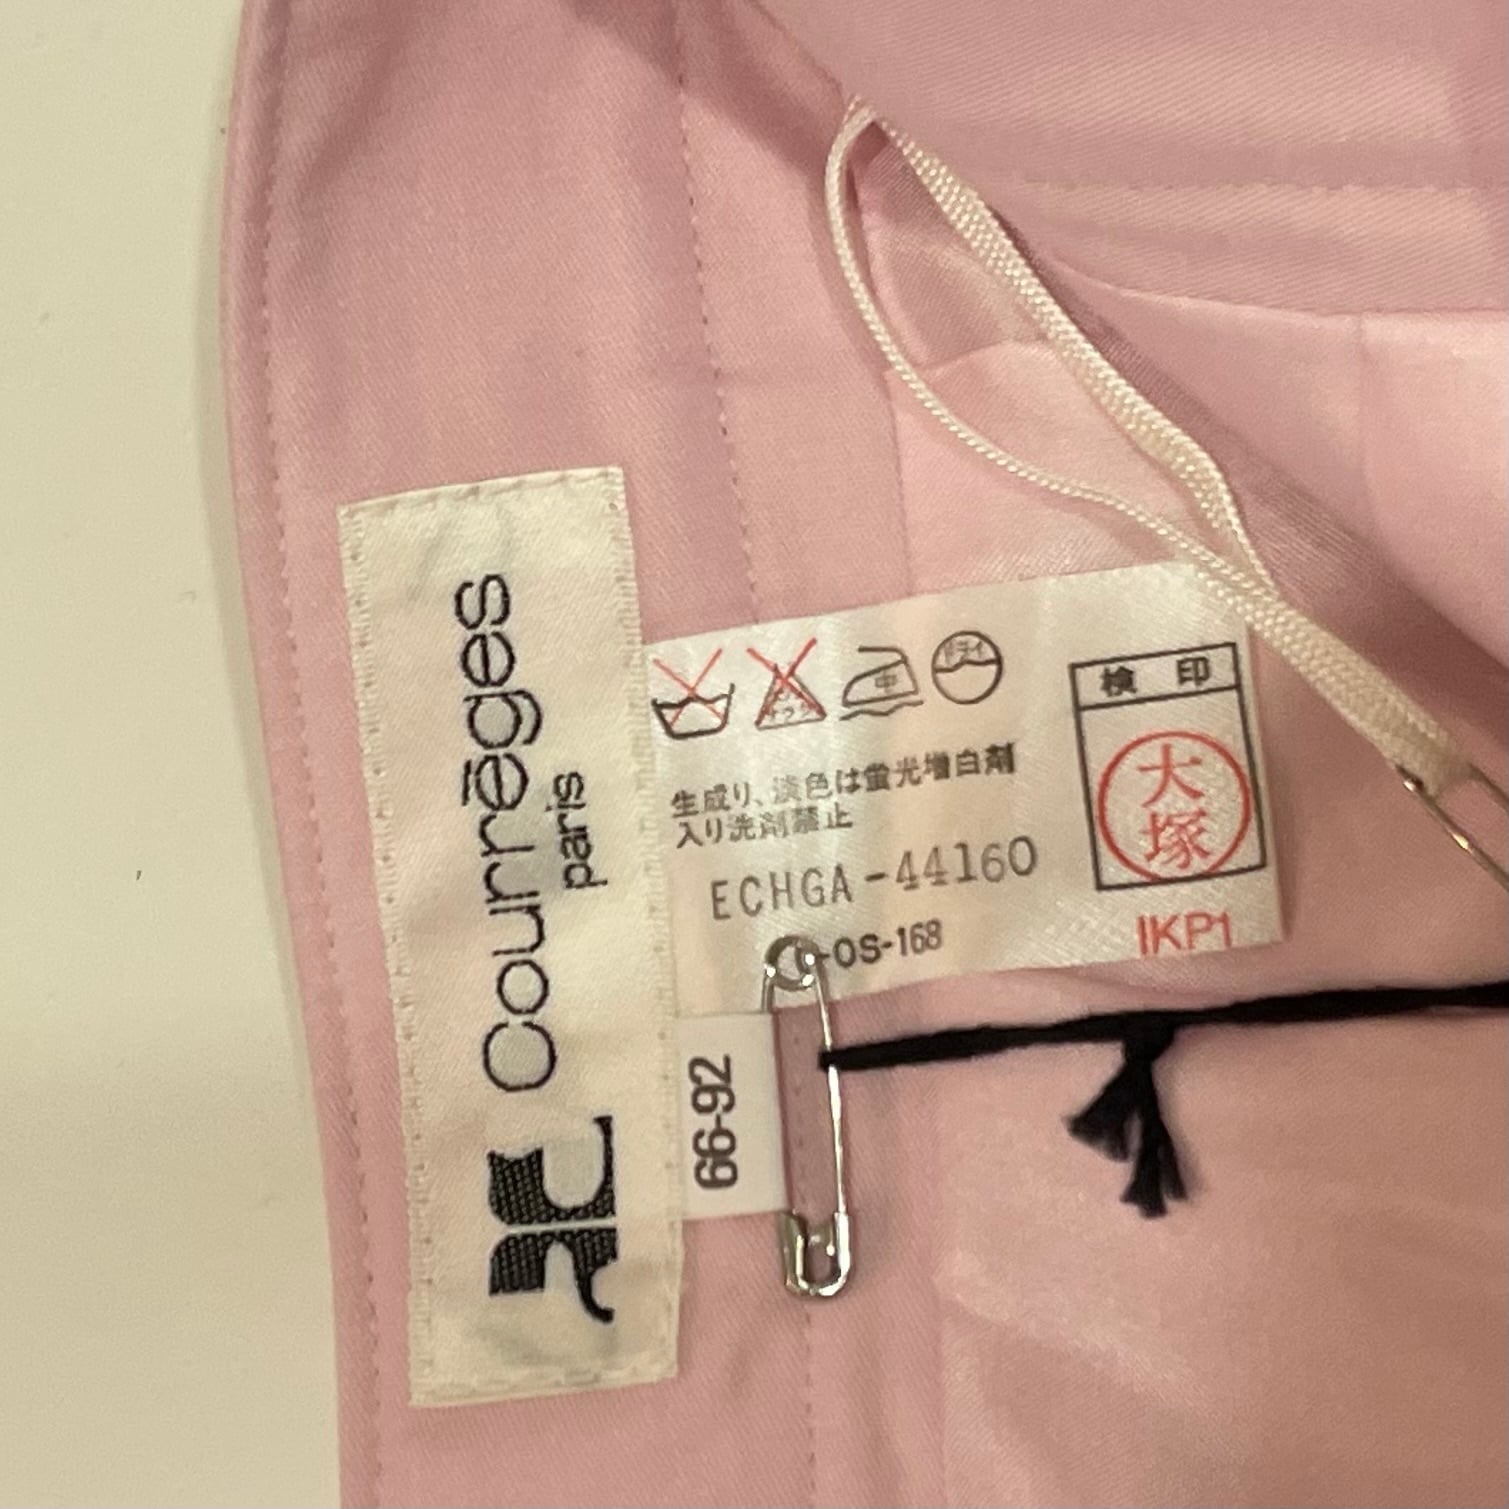 courrēges
paris
中
ドライ
生成り、淡色は蛍光増白剤
入り洗剤禁止
ECHGA-44160
-OS-168
検 印
大
塚
IKP1
66-92